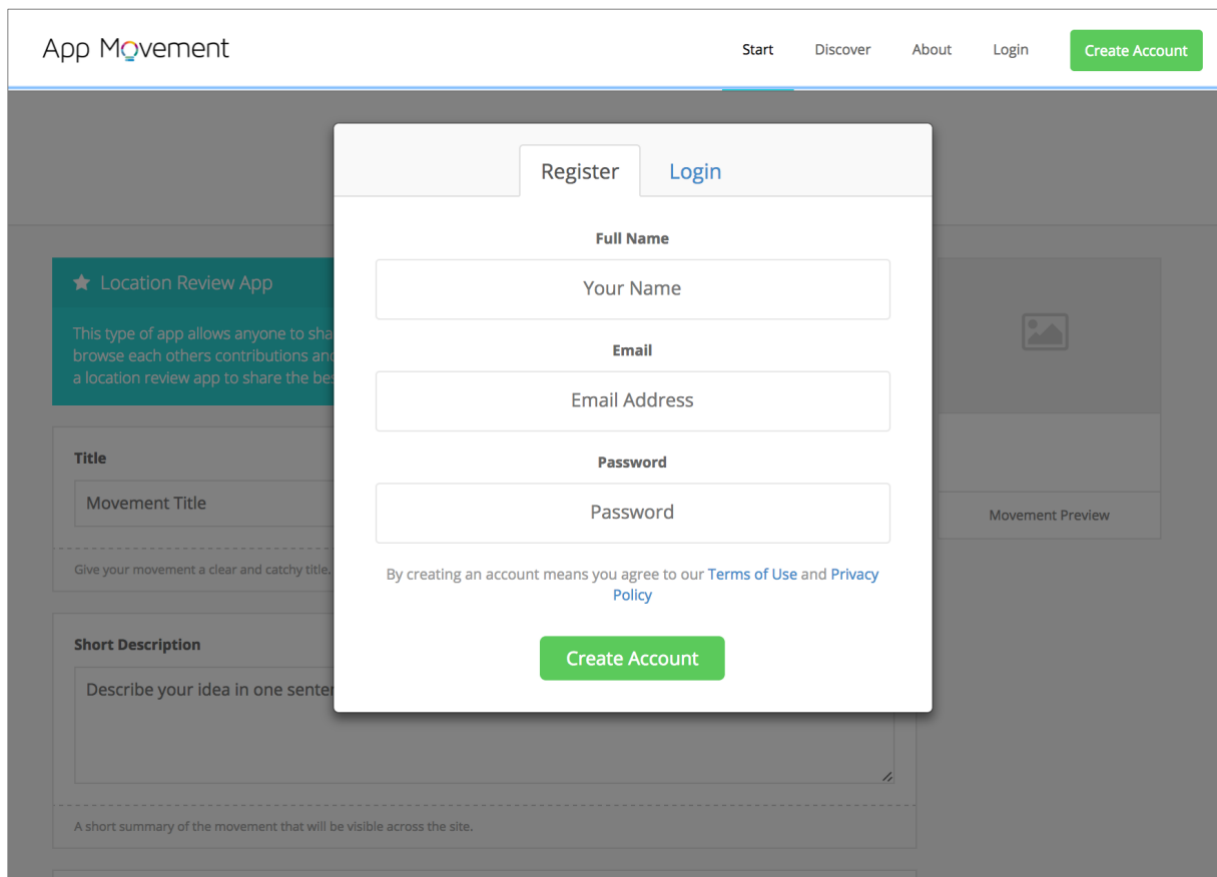 App Movement
Start
Discover
About
Login
Create Account
Register
Login
Full Name
Your Name
Email
Email Address
Password
Password
By creating an account means you agree to our Terms of Use and Privacy
Policy
Create Account
Location Review App
This type of app allows anyone to sha
browse each others contributions and
a location review app to share the bes
Title
Movement Title
Give your movement a clear and catchy title.
Short Description
Describe your idea in one senten
A short summary of the movement that will be visible across the site.
Movement Preview